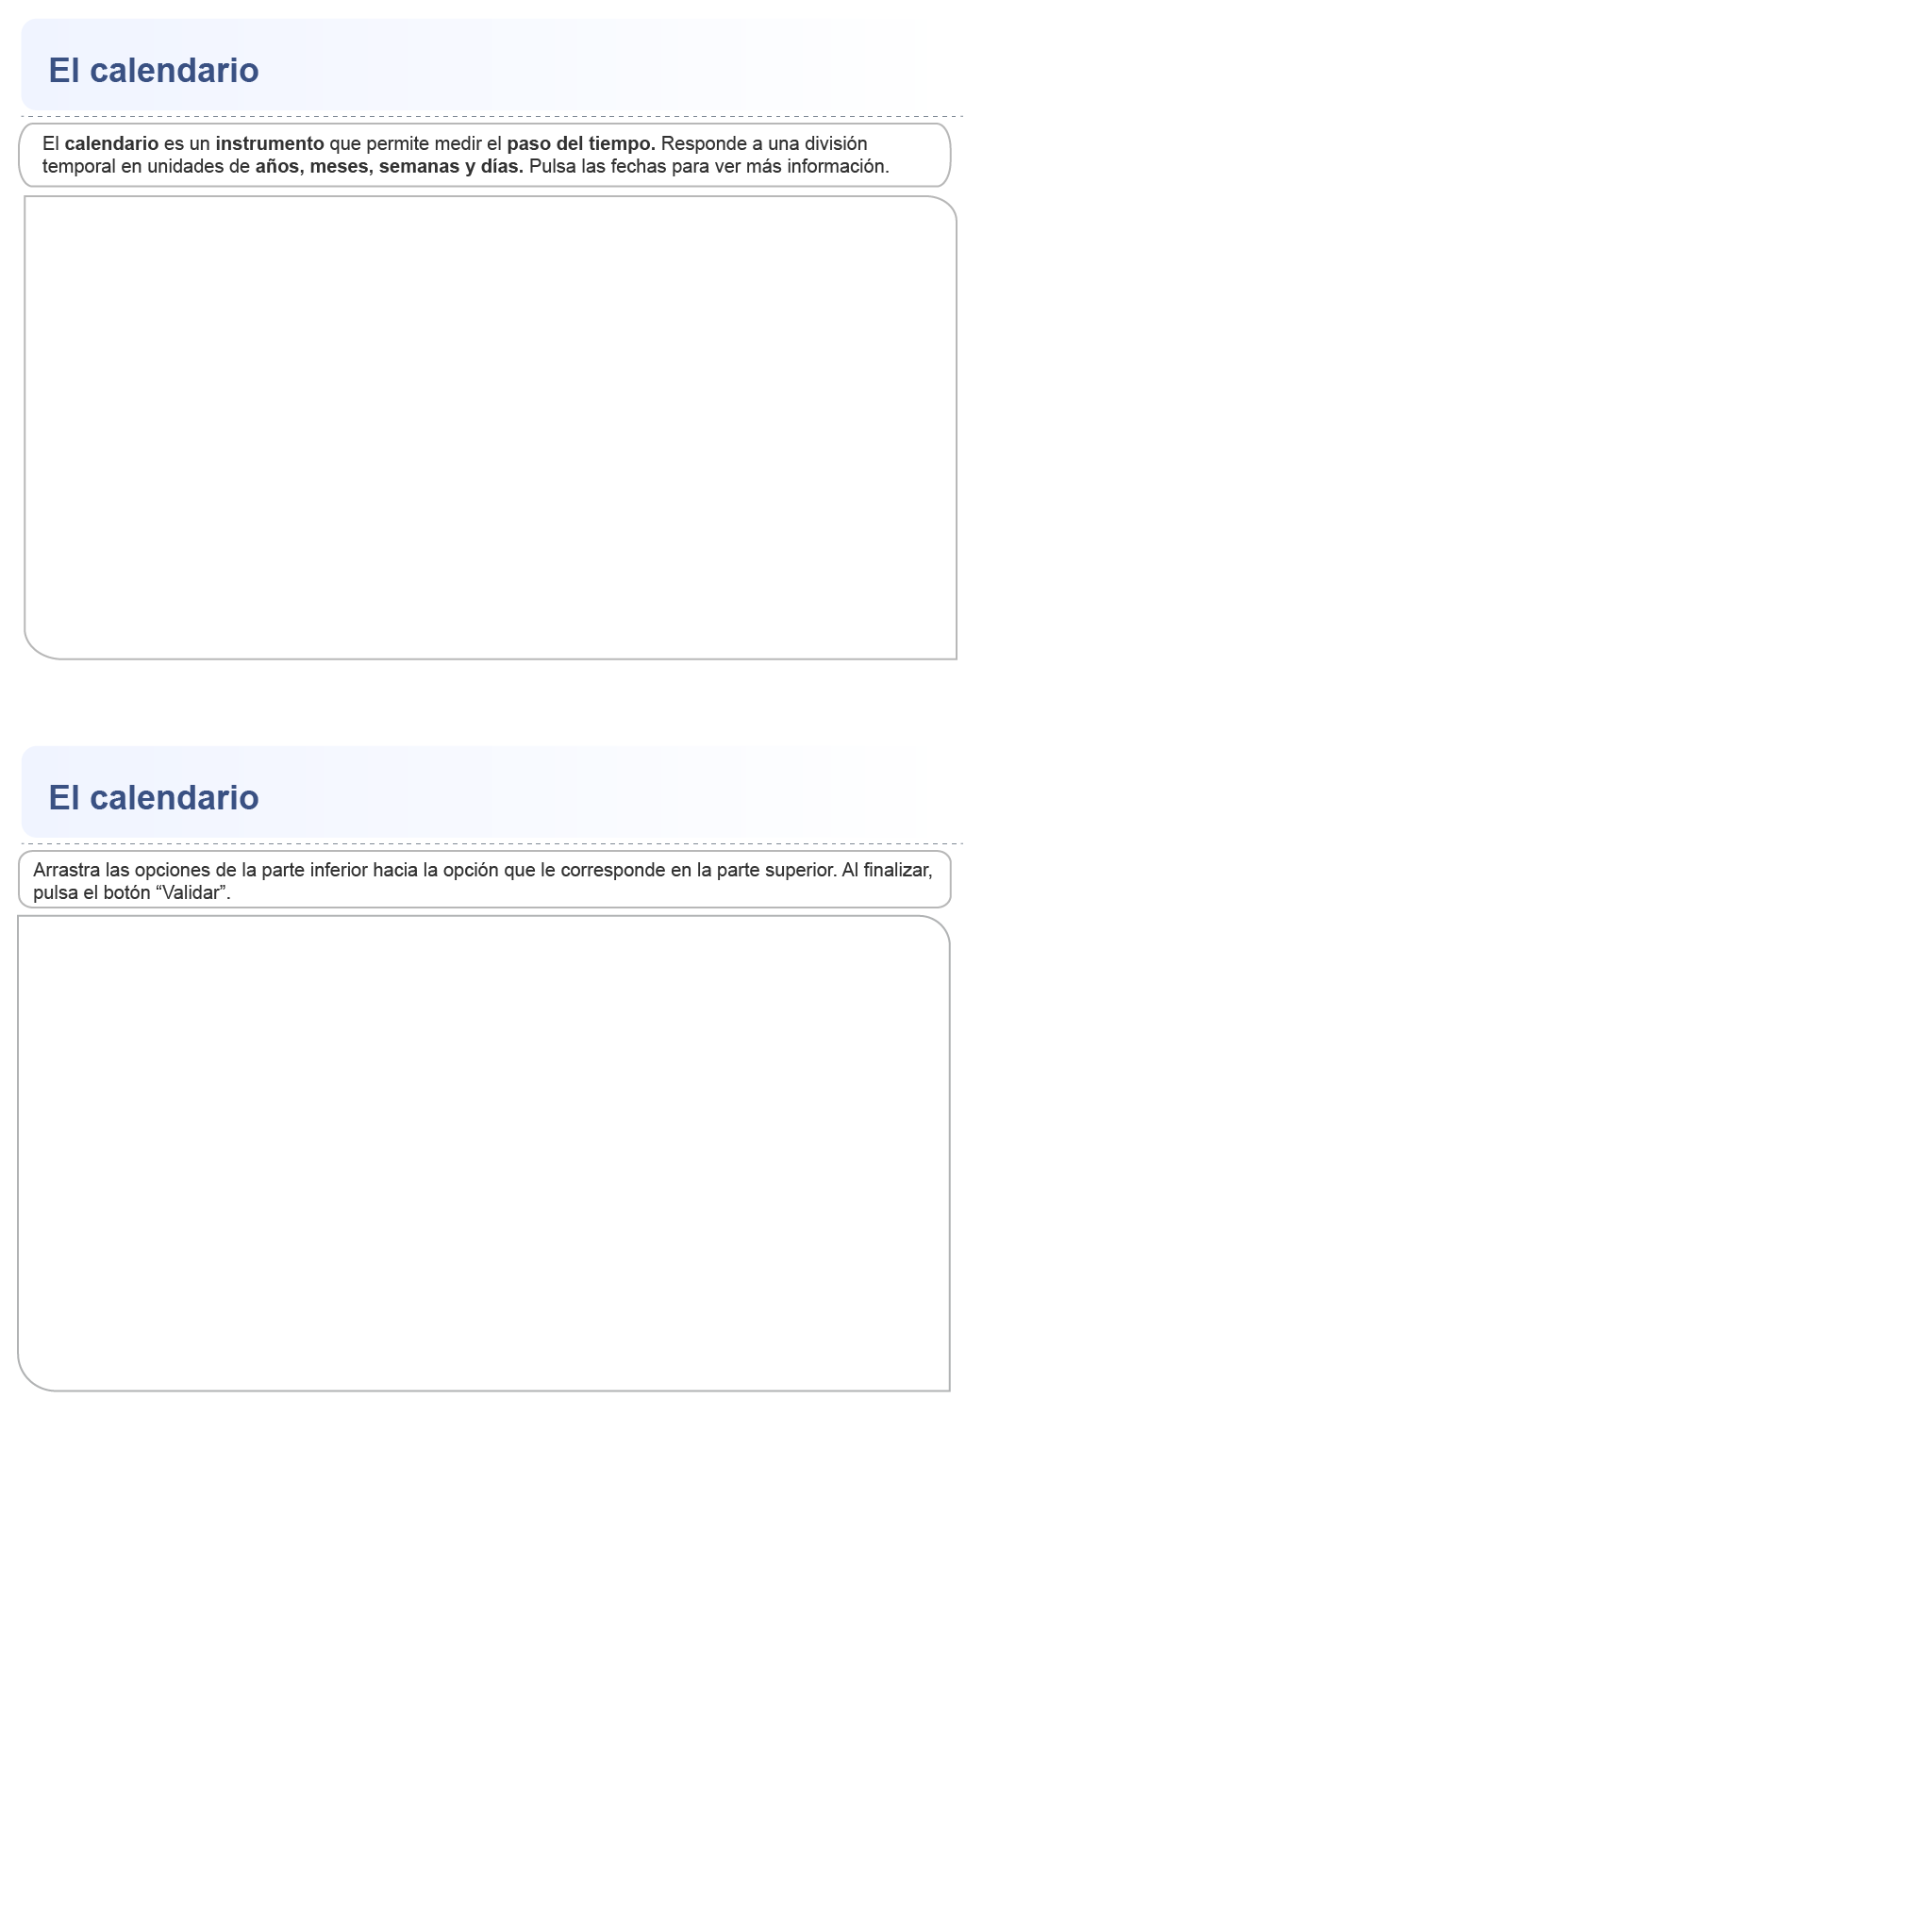 El calendario
El calendario es un instrumento que permite medir el paso del tiempo. Responde a una división
temporal en unidades de años, meses, semanas y días. Pulsa las fechas para ver más información.
El calendario
Arrastra las opciones de la parte inferior hacia la opción que le corresponde en la parte superior. Al finalizar,
pulsa el botón “Validar”.